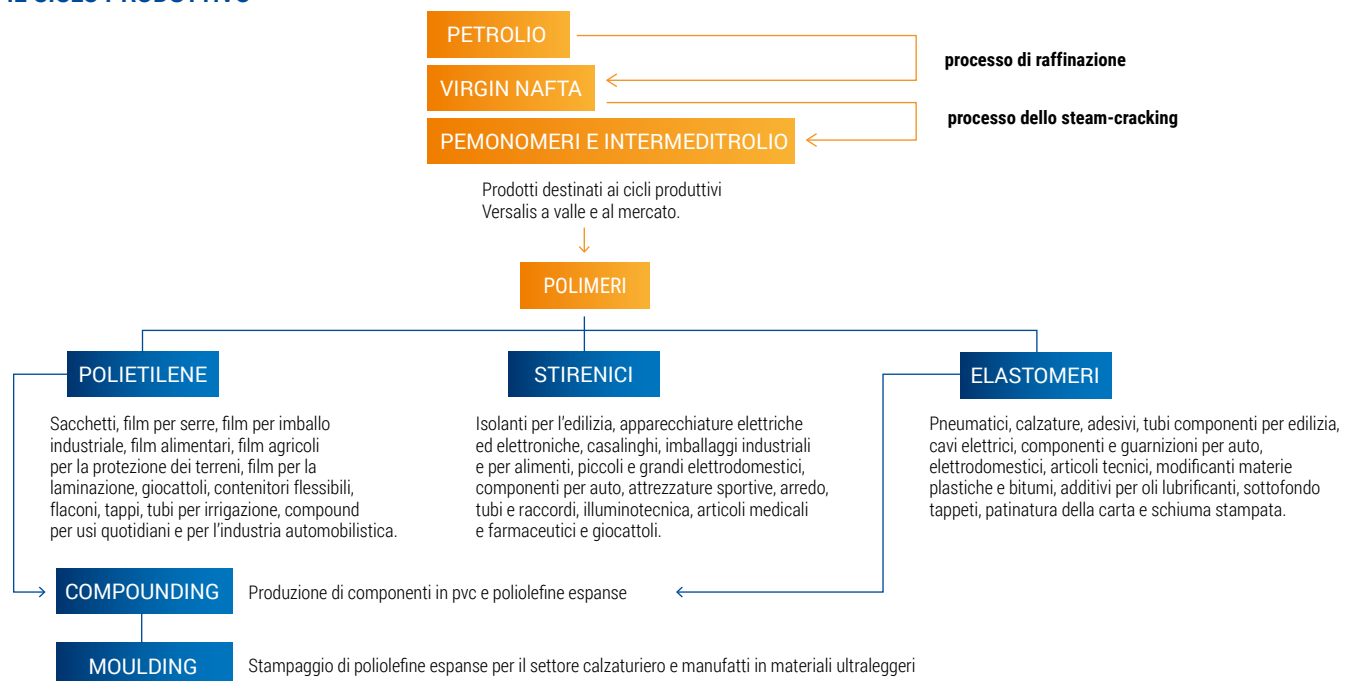 IL CICLO PRODUTTIVO
PETROLIO
processo di raffinazione
VIRGIN NAFTA
processo dello steam-cracking
PEMONOMERI E INTERMEDITROLIO
Prodotti destinati ai cicli produttivi
Versalis a valle e al mercato.
POLIMERI
POLIETILENE
Sacchetti, film per serre, film per imballo
industriale, film alimentari, film agricoli
per la protezione dei terreni, film per la
laminazione, giocattoli, contenitori flessibili,
flaconi, tappi, tubi per irrigazione, compound
per usi quotidiani e per l'industria automobilistica.
STIRENICI
Isolanti per l'edilizia, apparecchiature elettriche
ed elettroniche, casalinghi, imballaggi industriali
e per alimenti, piccoli e grandi elettrodomestici,
componenti per auto, attrezzature sportive, arredo,
tubi e raccordi, illuminotecnica, articoli medicali
e farmaceutici e giocattoli.
ELASTOMERI
Pneumatici, calzature, adesivi, tubi componenti per edilizia,
cavi elettrici, componenti e guarnizioni per auto,
elettrodomestici, articoli tecnici, modificanti materie
plastiche e bitumi, additivi per oli lubrificanti, sottofondo
tappeti, patinatura della carta e schiuma stampata.
COMPOUNDING
Produzione di componenti in pvc e poliolefine espanse
MOULDING
Stampaggio di poliolefine espanse per il settore calzaturiero e manufatti in materiali ultraleggeri